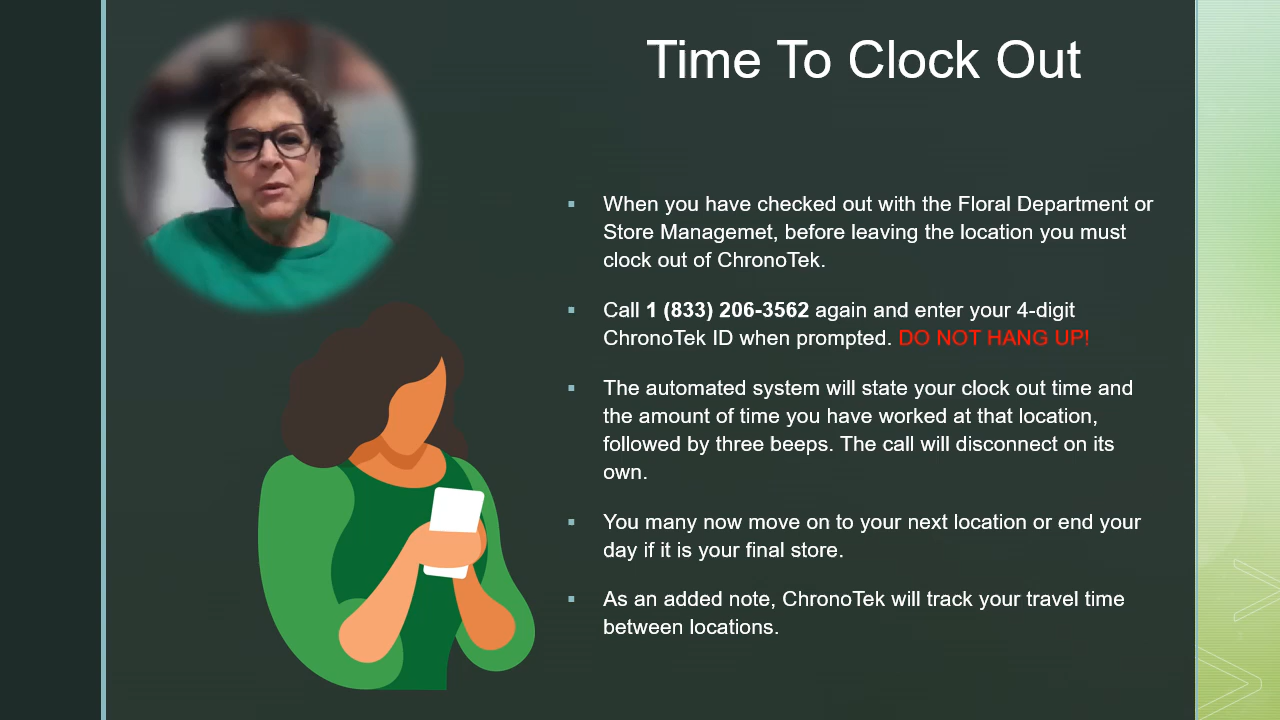 Time To Clock Out
When you have checked out with the Floral Department or
Store Managemet, before leaving the location you must
clock out of ChronoTek.
Call 1 (833) 206-3562 again and enter your 4-digit
ChronoTek ID when prompted. DO NOT HANG UP!
The automated system will state your clock out time and
the amount of time you have worked at that location,
followed by three beeps. The call will disconnect on its
own.
You many now move on to your next location or end your
day if it is your final store.
As an added note, ChronoTek will track your travel time
between locations.